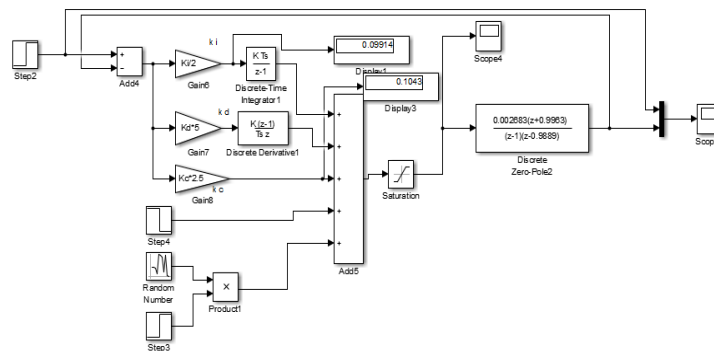 k i
Step2
+
−
Add4
Ki/2
Gain6
K Ts
z-1
Discrete-Time
Integrator1
0.09914
Display1
0.1043
Display3
Scope4
k d
Kd*5
Gain7
K (z-1)
Ts z
Discrete Derivative1
Kc*2.5
k c
Gain8
+
+
+
+
+
Add5
Saturation
0.002683(z+0.9963)
(z-1)(z-0.9889)
Discrete
Zero-Pole2
Scop
Step4
Random
Number
×
Product1
Step3